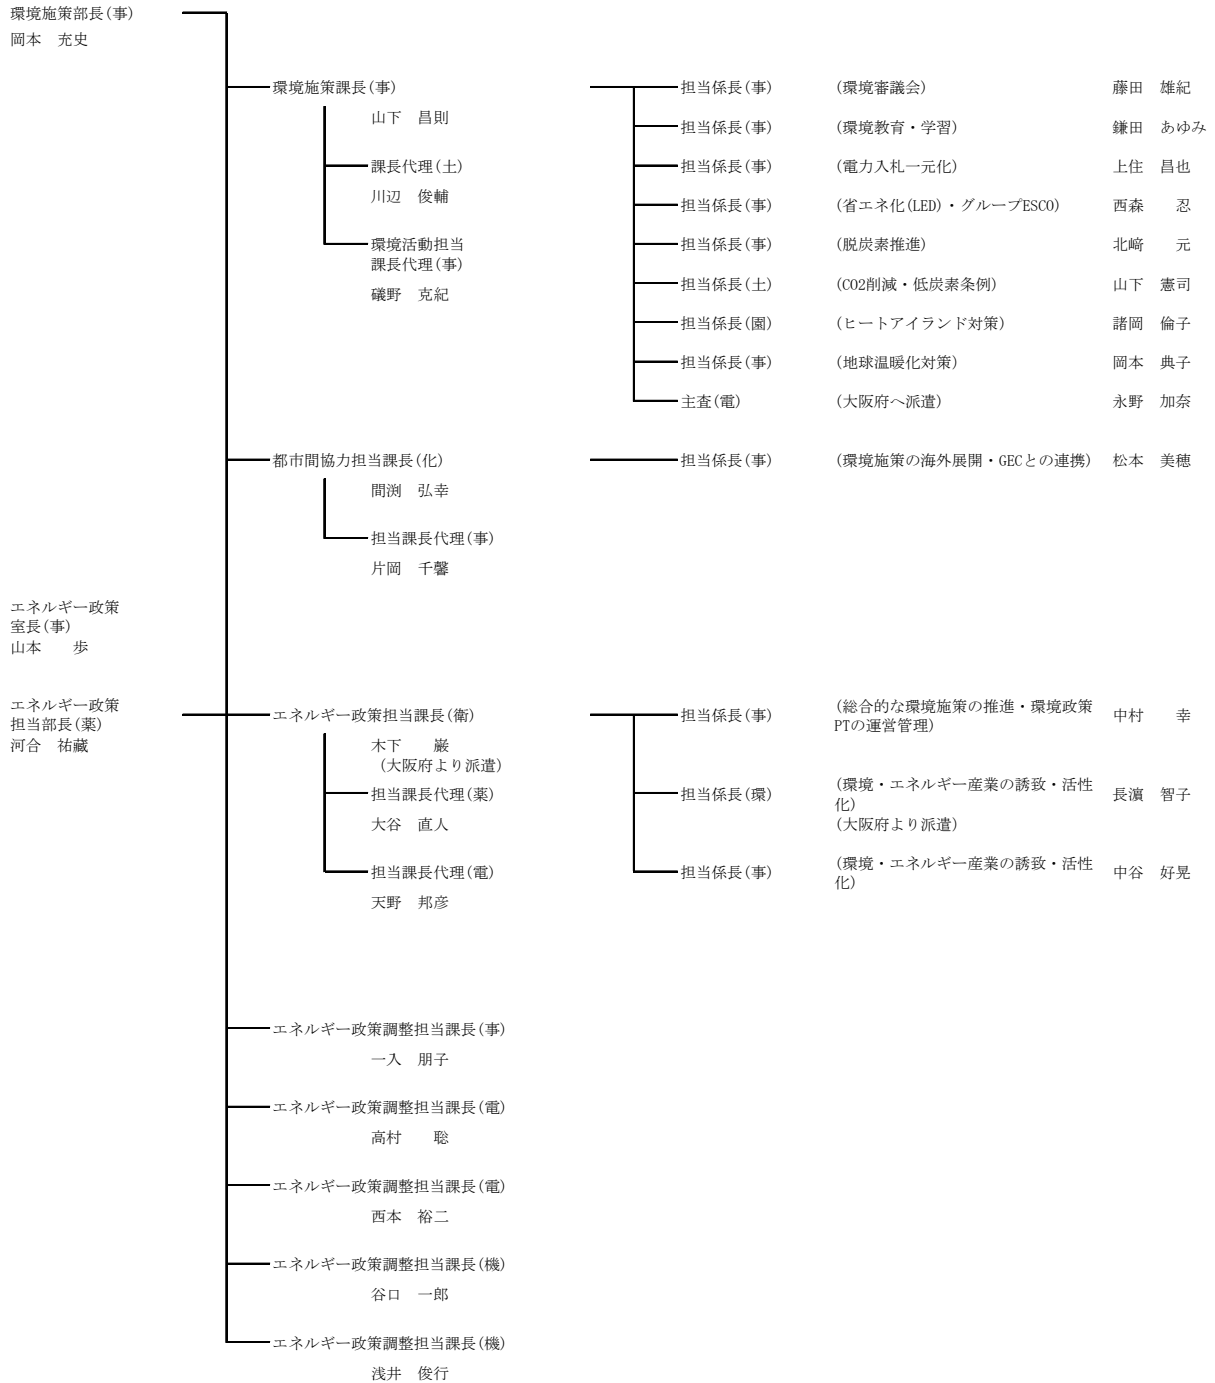 環境施策部長(事)
岡本　充史
環境施策課長(事)
山下　昌則
課長代理(土)
川辺　俊輔
環境活動担当
課長代理(事)
礒野　克紀
担当係長(事)　(環境審議会)　藤田　雄紀
担当係長(事)　(環境教育・学習)　鎌田　あゆみ
担当係長(事)　(電力入札一元化)　上住　昌也
担当係長(事)　(省エネ化(LED)・グループESCO)　西森　　忍
担当係長(事)　(脱炭素推進)　北﨑　　元
担当係長(土)　(CO2削減・低炭素条例)　山下　憲司
担当係長(園)　(ヒートアイランド対策)　諸岡　倫子
担当係長(事)　(地球温暖化対策)　岡本　典子
主査(電)　(大阪府へ派遣)　永野　加奈
都市間協力担当課長(化)
間渕　弘幸
担当課長代理(事)
片岡　千馨
担当係長(事)　(環境施策の海外展開・GECとの連携)　松本　美穂
エネルギー政策
室長(事)
山本　　歩
エネルギー政策
担当部長(薬)
河合　祐藏
エネルギー政策担当課長(衛)
木下　　巌
(大阪府より派遣)
担当課長代理(薬)
大谷　直人
担当課長代理(電)
天野　邦彦
担当係長(事)　(総合的な環境施策の推進・環境政策
PTの運営管理)　中村　　幸
担当係長(環)　(環境・エネルギー産業の誘致・活性
化)　長濵　智子
(大阪府より派遣)
担当係長(事)　(環境・エネルギー産業の誘致・活性
化)　中谷　好晃
エネルギー政策調整担当課長(事)
一入　朋子
エネルギー政策調整担当課長(電)
高村　　聡
エネルギー政策調整担当課長(電)
西本　裕二
エネルギー政策調整担当課長(機)
谷口　一郎
エネルギー政策調整担当課長(機)
浅井　俊行